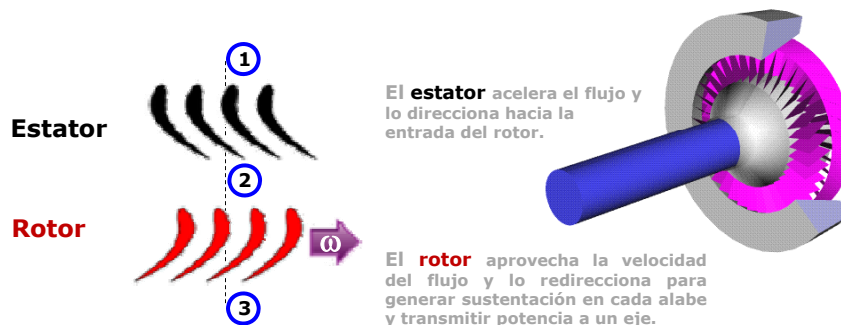 1
El estator acelera el flujo y
lo direcciona hacia la
entrada del rotor.
Estator
2
Rotor
ω
El rotor aprovecha la velocidad
del flujo y lo redirecciona para
generar sustentación en cada alabe
y transmitir potencia a un eje.
3